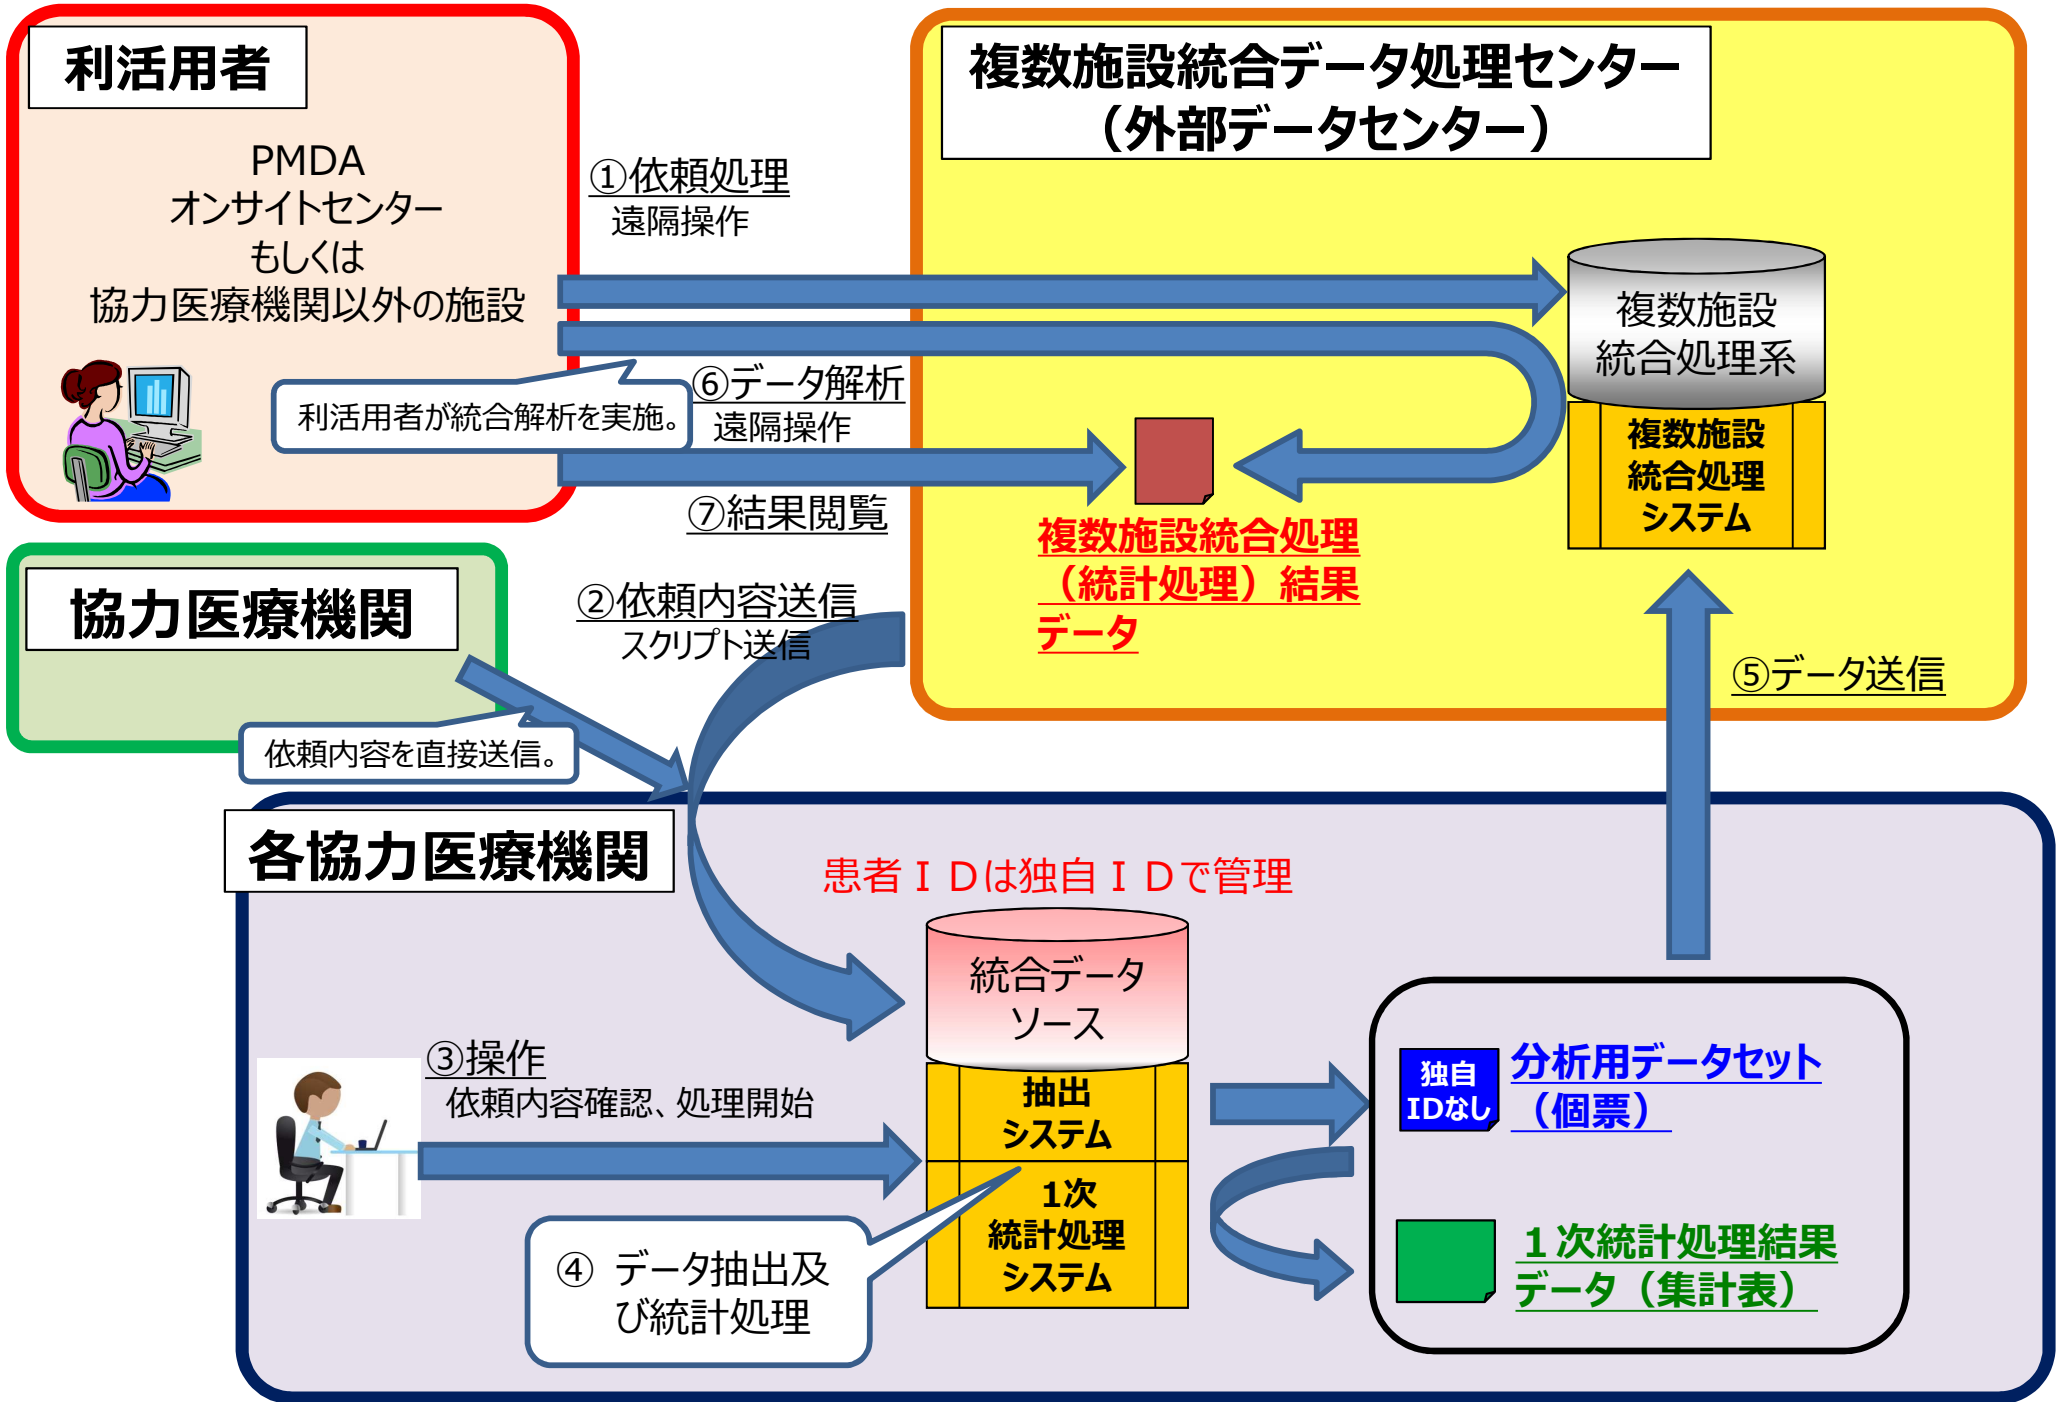 利活用者
PMDA
オンサイトセンター
もしくは
協力医療機関以外の施設
利活用者が統合解析を実施。
①依頼処理
遠隔操作
⑥データ解析
遠隔操作
⑦結果閲覧
複数施設統合データ処理センター
（外部データセンター）
複数施設
統合処理系
複数施設
統合処理
システム
複数施設統合処理
（統計処理）結果
データ
協力医療機関
依頼内容を直接送信。
②依頼内容送信
スクリプト送信
⑤データ送信
各協力医療機関
患者ＩＤは独自ＩＤで管理
統合データ
ソース
抽出
システム
1次
統計処理
システム
③操作
依頼内容確認、処理開始
④ データ抽出及
び統計処理
独自
IDなし
分析用データセット
（個票）
１次統計処理結果
データ（集計表）